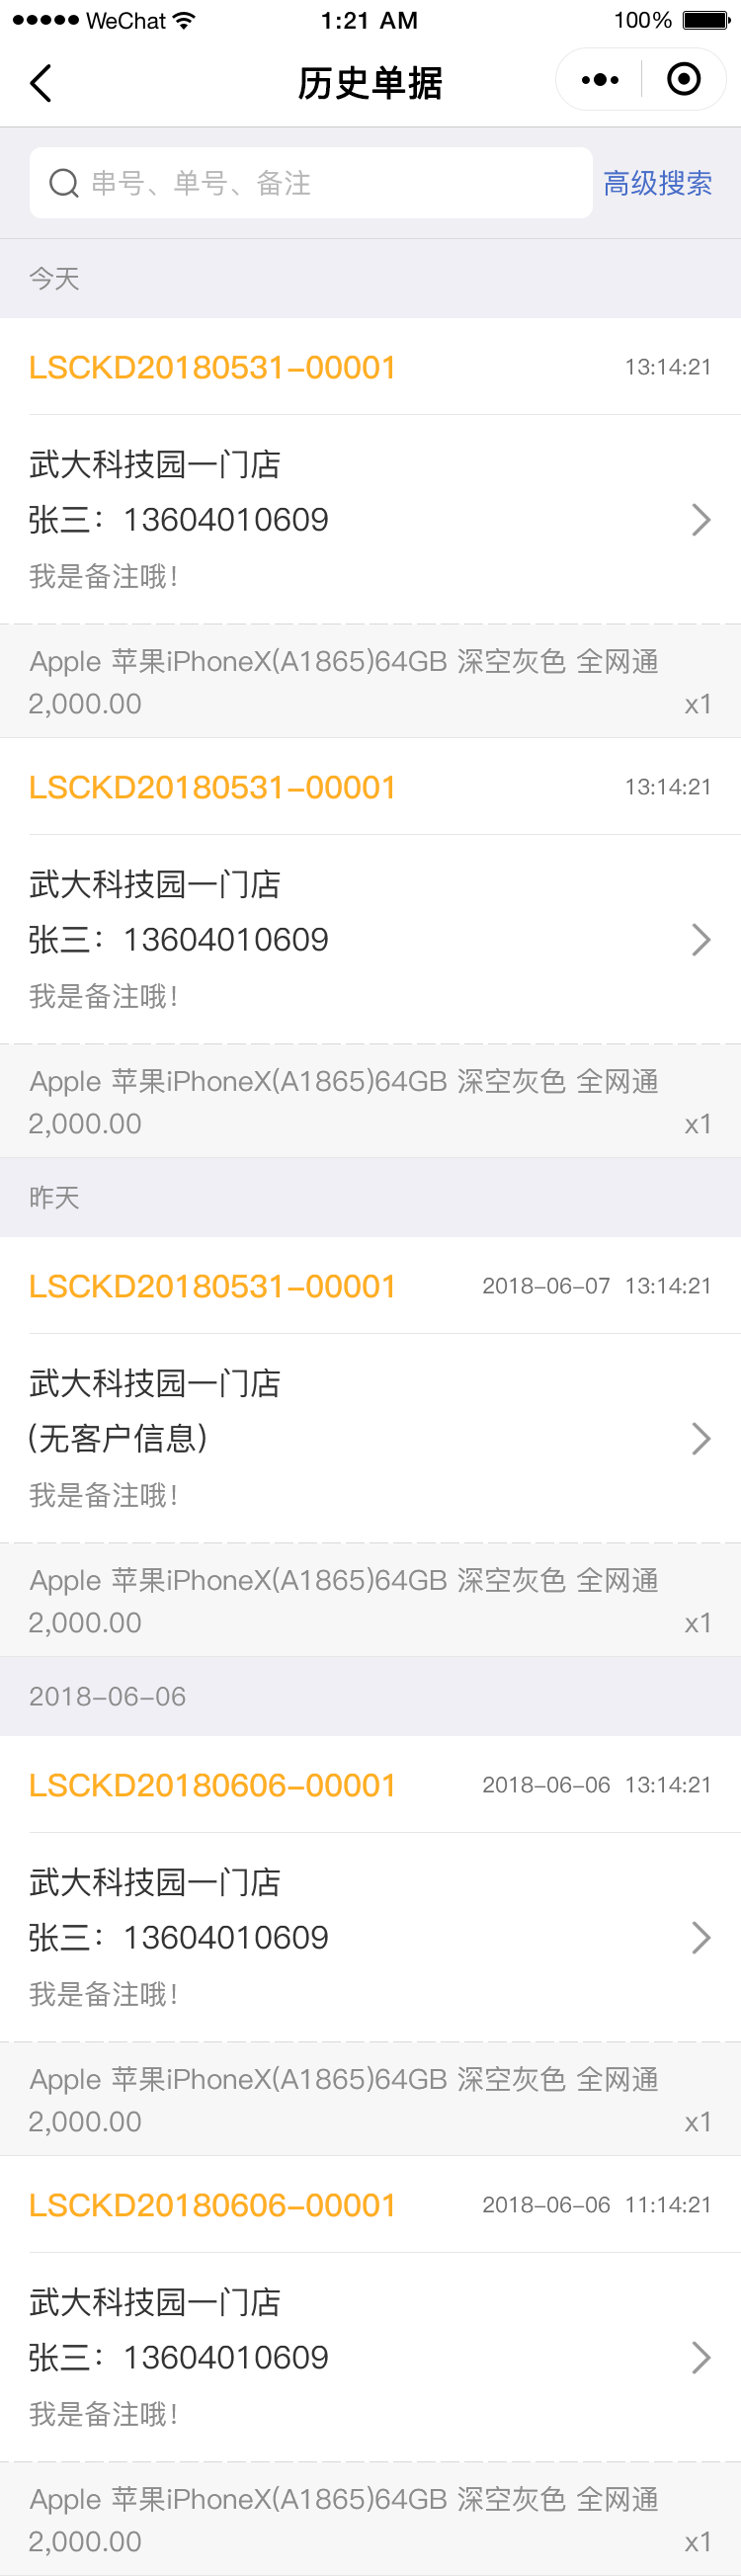 WeChat 1:21 AM 100%
历史单据
串号、单号、备注 高级搜索
今天
LSCKD20180531-00001 13:14:21
武大科技园一门店
张三：13604010609
我是备注哦！
Apple 苹果iPhoneX(A1865)64GB 深空灰色 全网通
2,000.00 x1
LSCKD20180531-00001 13:14:21
武大科技园一门店
张三：13604010609
我是备注哦！
Apple 苹果iPhoneX(A1865)64GB 深空灰色 全网通
2,000.00 x1
昨天
LSCKD20180531-00001 2018-06-07 13:14:21
武大科技园一门店
(无客户信息)
我是备注哦！
Apple 苹果iPhoneX(A1865)64GB 深空灰色 全网通
2,000.00 x1
2018-06-06
LSCKD20180606-00001 2018-06-06 13:14:21
武大科技园一门店
张三：13604010609
我是备注哦！
Apple 苹果iPhoneX(A1865)64GB 深空灰色 全网通
2,000.00 x1
LSCKD20180606-00001 2018-06-06 11:14:21
武大科技园一门店
张三：13604010609
我是备注哦！
Apple 苹果iPhoneX(A1865)64GB 深空灰色 全网通
2,000.00 x1